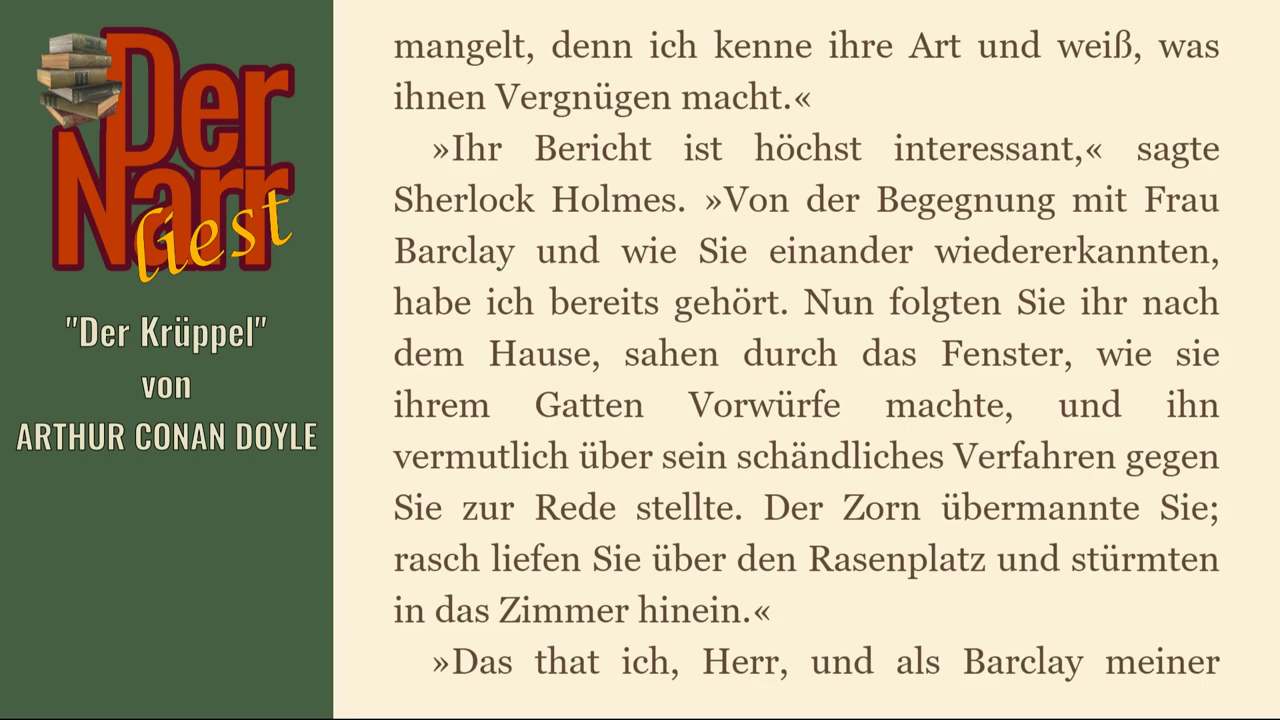 Der
Narr
liest
"Der Krüppel"
von
ARTHUR CONAN DOYLE
mangelt, denn ich kenne ihre Art und weiß, was
ihnen Vergnügen macht.«
»Ihr Bericht ist höchst interessant,« sagte
Sherlock Holmes. »Von der Begegnung mit Frau
Barclay und wie Sie einander wiedererkannten,
habe ich bereits gehört. Nun folgten Sie ihr nach
dem Hause, sahen durch das Fenster, wie sie
ihrem Gatten Vorwürfe machte, und ihn
vermutlich über sein schändliches Verfahren gegen
Sie zur Rede stellte. Der Zorn übermannte Sie;
rasch liefen Sie über den Rasenplatz und stürmten
in das Zimmer hinein.«
»Das that ich, Herr, und als Barclay meiner